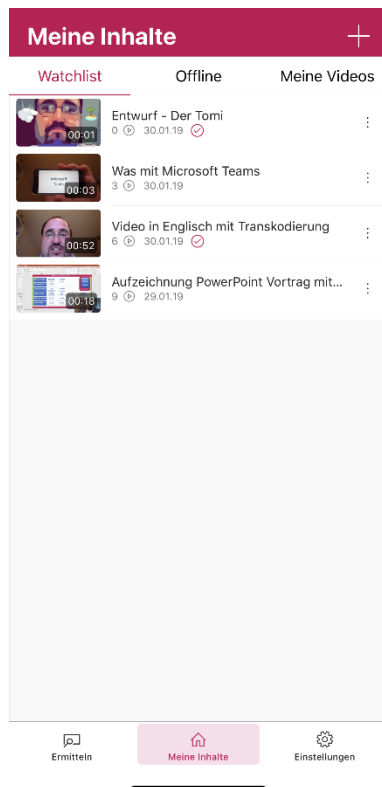 Meine Inhalte
Watchlist Offline Meine Videos
00:01
Entwurf - Der Tomi
0 30.01.19
Microsoft
Teams
00:03
Was mit Microsoft Teams
3 30.01.19
00:52
Video in Englisch mit Transkodierung
6 30.01.19
00:18
Aufzeichnung PowerPoint Vortrag mit...
9 29.01.19
Ermitteln Meine Inhalte Einstellungen